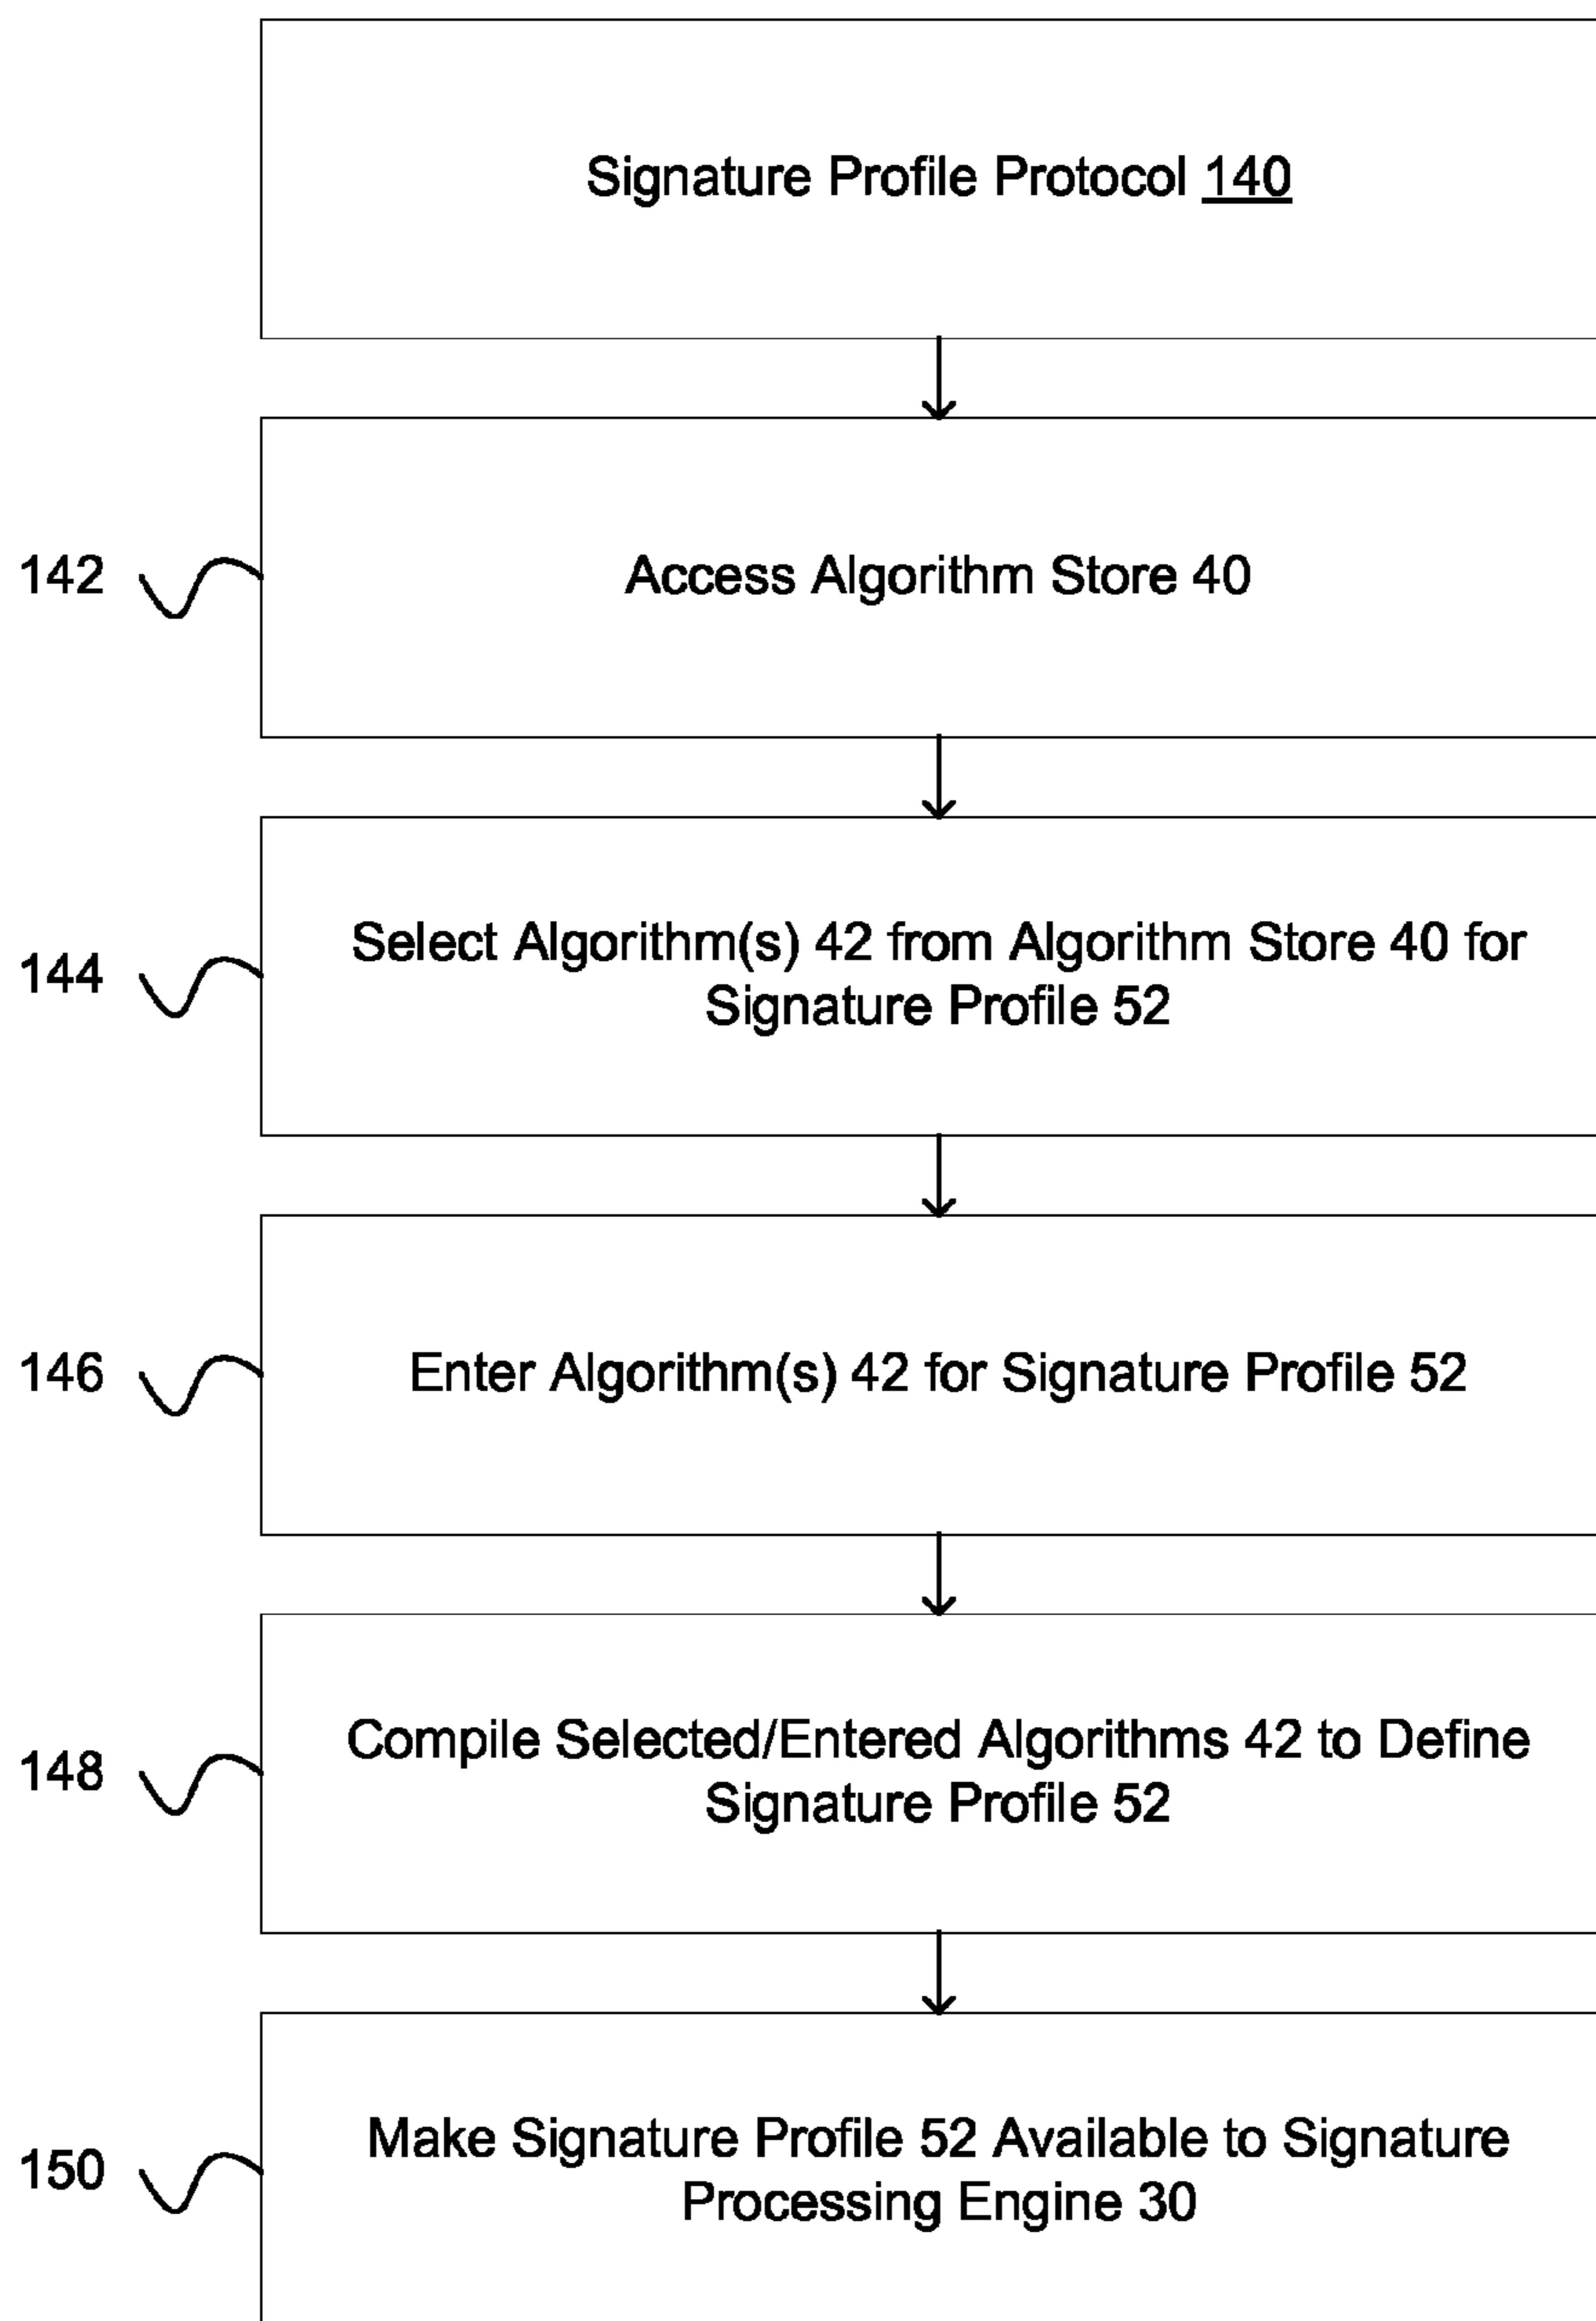 Signature Profile Protocol 140
142
Access Algorithm Store 40
144
Select Algorithm(s) 42 from Algorithm Store 40 for
Signature Profile 52
146
Enter Algorithm(s) 42 for Signature Profile 52
148
Compile Selected/Entered Algorithms 42 to Define
Signature Profile 52
150
Make Signature Profile 52 Available to Signature
Processing Engine 30